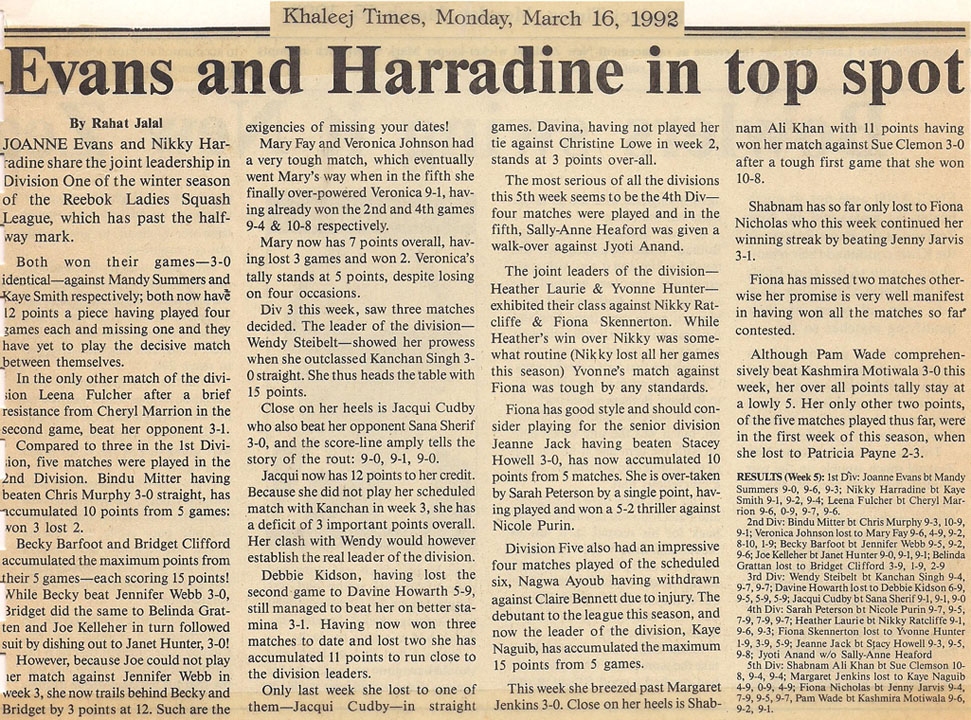 Khaleej Times, Monday, March 16, 1992
Evans and Harradine in top spot
By Rahat Jalal
JOANNE Evans and Nikky Har-
radine share the joint leadership in
Division One of the winter season
of the Reebok Ladies Squash
League, which has past the half-
way mark.
Both won their games—3-0
identical—against Mandy Summers and
Kaye Smith respectively; both now have
12 points a piece having played four
games each and missing one and they
have yet to play the decisive match
between themselves.
In the only other match of the divi-
sion Leena Fulcher after a brief
resistance from Cheryl Marrion in the
second game, beat her opponent 3-1.
Compared to three in the 1st Divi-
sion, five matches were played in the
2nd Division. Bindu Mitter having
beaten Chris Murphy 3-0 straight, has
accumulated 10 points from 5 games:
won 3 lost 2.
Becky Barfoot and Bridget Clifford
accumulated the maximum points from
their 5 games—each scoring 15 points!
While Becky beat Jennifer Webb 3-0,
Bridget did the same to Belinda Grat-
ten and Joe Kelleher in turn followed
suit by dishing out to Janet Hunter, 3-0!
However, because Joe could not play
her match against Jennifer Webb in
week 3, she now trails behind Becky and
Bridget by 3 points at 12. Such are the
exigencies of missing your dates!
Mary Fay and Veronica Johnson had
a very tough match, which eventually
went Mary's way when in the fifth she
finally over-powered Veronica 9-1, hav-
ing already won the 2nd and 4th games
9-4 & 10-8 respectively.
Mary now has 7 points overall, hav-
ing lost 3 games and won 2. Veronica's
tally stands at 5 points, despite losing
on four occasions.
Div 3 this week, saw three matches
decided. The leader of the division—
Wendy Steibelt—showed her prowess
when she outclassed Kanchan Singh 3-
0 straight. She thus heads the table with
15 points.
Close on her heels is Jacqui Cudby
who also beat her opponent Sana Sherif
3-0, and the score-line amply tells the
story of the rout: 9-0, 9-1, 9-0.
Jacqui now has 12 points to her credit.
Because she did not play her scheduled
match with Kanchan in week 3, she has
a deficit of 3 important points overall.
Her clash with Wendy would however
establish the real leader of the division.
Debbie Kidson, having lost the
second game to Davine Howarth 5-9,
still managed to beat her on better sta-
mina 3-1. Having now won three
matches to date and lost two she has
accumulated 11 points to run close to
the division leaders.
Only last week she lost to one of
them—Jacqui Cudby—in straight
games. Davina, having not played her
tie against Christine Lowe in week 2,
stands at 3 points over-all.
The most serious of all the divisions
this 5th week seems to be the 4th Div—
four matches were played and in the
fifth, Sally-Anne Heaford was given a
walk-over against Jyoti Anand.
The joint leaders of the division—
Heather Laurie & Yvonne Hunter—
exhibited their class against Nikky Rat-
cliffe & Fiona Skennerton. While
Heather's win over Nikky was some-
what routine (Nikky lost all her games
this season) Yvonne's match against
Fiona was tough by any standards.
Fiona has good style and should con-
sider playing for the senior division
Jeanne Jack having beaten Stacey
Howell 3-0, has now accumulated 10
points from 5 matches. She is over-taken
by Sarah Peterson by a single point, hav-
ing played and won a 5-2 thriller against
Nicole Purin.
Division Five also had an impressive
four matches played of the scheduled
six, Nagwa Ayoub having withdrawn
against Claire Bennett due to injury. The
debutant to the league this season, and
now the leader of the division, Kaye
Naguib, has accumulated the maximum
15 points from 5 games.
This week she breezed past Margaret
Jenkins 3-0. Close on her heels is Shab-
nam Ali Khan with 11 points having
won her match against Sue Clemon 3-0
after a tough first game that she won
10-8.
Shabnam has so far only lost to Fiona
Nicholas who this week continued her
winning streak by beating Jenny Jarvis
3-1.
Fiona has missed two matches other-
wise her promise is very well manifest
in having won all the matches so far
contested.
Although Pam Wade comprehen-
sively beat Kashmira Motiwala 3-0 this
week, her over all points tally stay at
a lowly 5. Her only other two points,
of the five matches played thus far, were
in the first week of this season, when
she lost to Patricia Payne 2-3.
RESULTS (Week 5): 1st Div: Joanne Evans bt Mandy
Summers 9-0, 9-6, 9-3; Nikky Harradine bt Kaye
Smith 9-1, 9-2, 9-4; Leena Fulcher bt Cheryl Mar-
rion 9-6, 0-9, 9-7, 9-6.
2nd Div: Bindu Mitter bt Chris Murphy 9-3, 10-9,
9-1; Veronica Johnson lost to Mary Fay 9-6, 4-9, 9-2,
8-10, 1-9; Becky Barfoot bt Jennifer Webb 9-5, 9-2,
9-6; Joe Kelleher bt Janet Hunter 9-0, 9-1, 9-1; Belinda
Grattan lost to Bridget Clifford 3-9, 1-9, 2-9
3rd Div: Wendy Steibelt bt Kanchan Singh 9-4,
9-7, 9-7; Davine Howarth lost to Debbie Kidson 6-9,
9-5, 5-9, 5-9; Jacqui Cudby bt Sana Sherif 9-1, 9-1, 9-0
4th Div: Sarah Peterson bt Nicole Purin 9-7, 9-5,
7-9, 7-9, 9-7; Heather Laurie bt Nikky Ratcliffe 9-1,
9-6, 9-3; Fiona Skennerton lost to Yvonne Hunter
1-9, 3-9, 5-9; Jeanne Jack bt Stacy Howell 9-3, 9-5,
9-8; Jyoti Anand w/o Sally-Anne Heaford
5th Div: Shabnam Ali Khan bt Sue Clemson 10-
8, 9-4, 9-4; Margaret Jenkins lost to Kaye Naguib
4-9, 0-9, 4-9; Fiona Nicholas bt Jenny Jarvis 9-4,
7-9, 9-5, 9-7, Pam Wade bt Kashmira Motiwala 9-6,
9-2, 9-1.